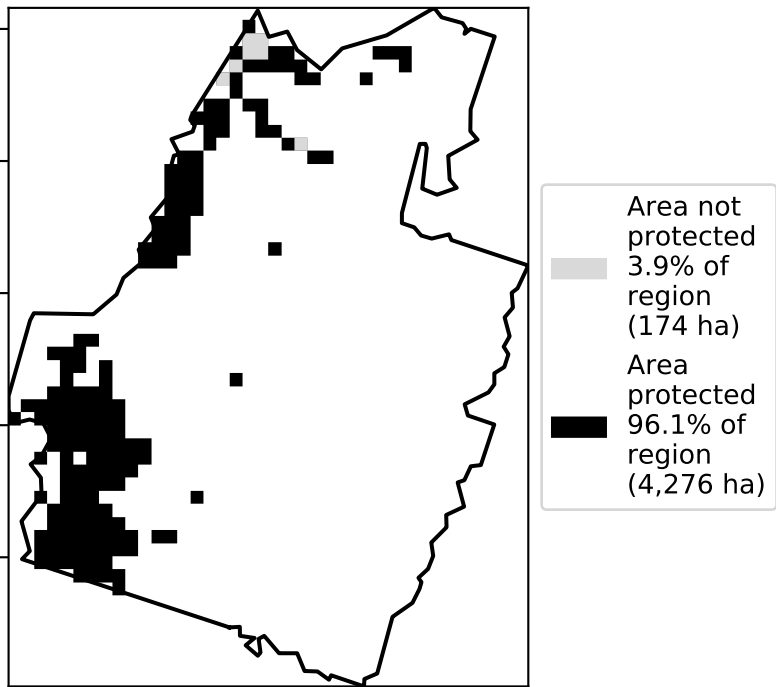 Area not
protected
3.9% of
region
(174 ha)
Area
protected
96.1% of
region
(4,276 ha)